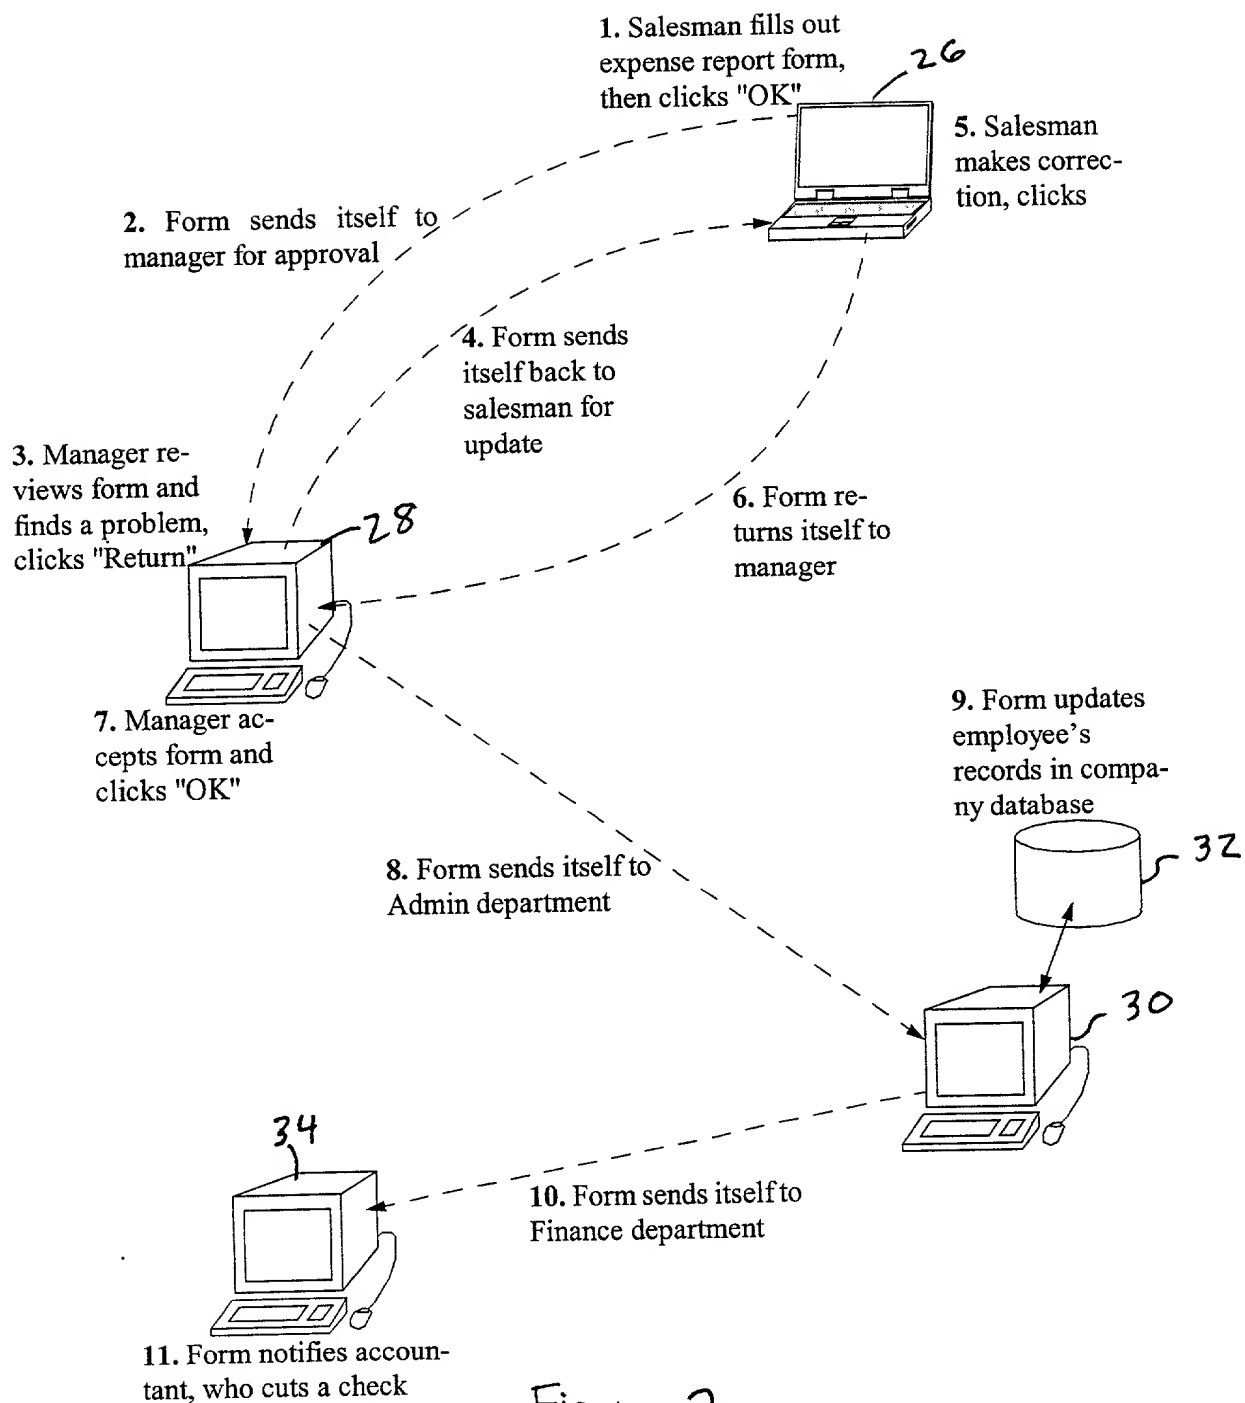 1. Salesman fills out
expense report form,
then clicks "OK"
26
5. Salesman
makes correc-
tion, clicks
2. Form sends itself to
manager for approval
4. Form sends
itself back to
salesman for
update
3. Manager re-
views form and
finds a problem,
clicks "Return"
28
6. Form re-
turns itself to
manager
7. Manager ac-
cepts form and
clicks "OK"
9. Form updates
employee's
records in compa-
ny database
32
8. Form sends itself to
Admin department
30
34
10. Form sends itself to
Finance department
11. Form notifies accoun-
tant, who cuts a check